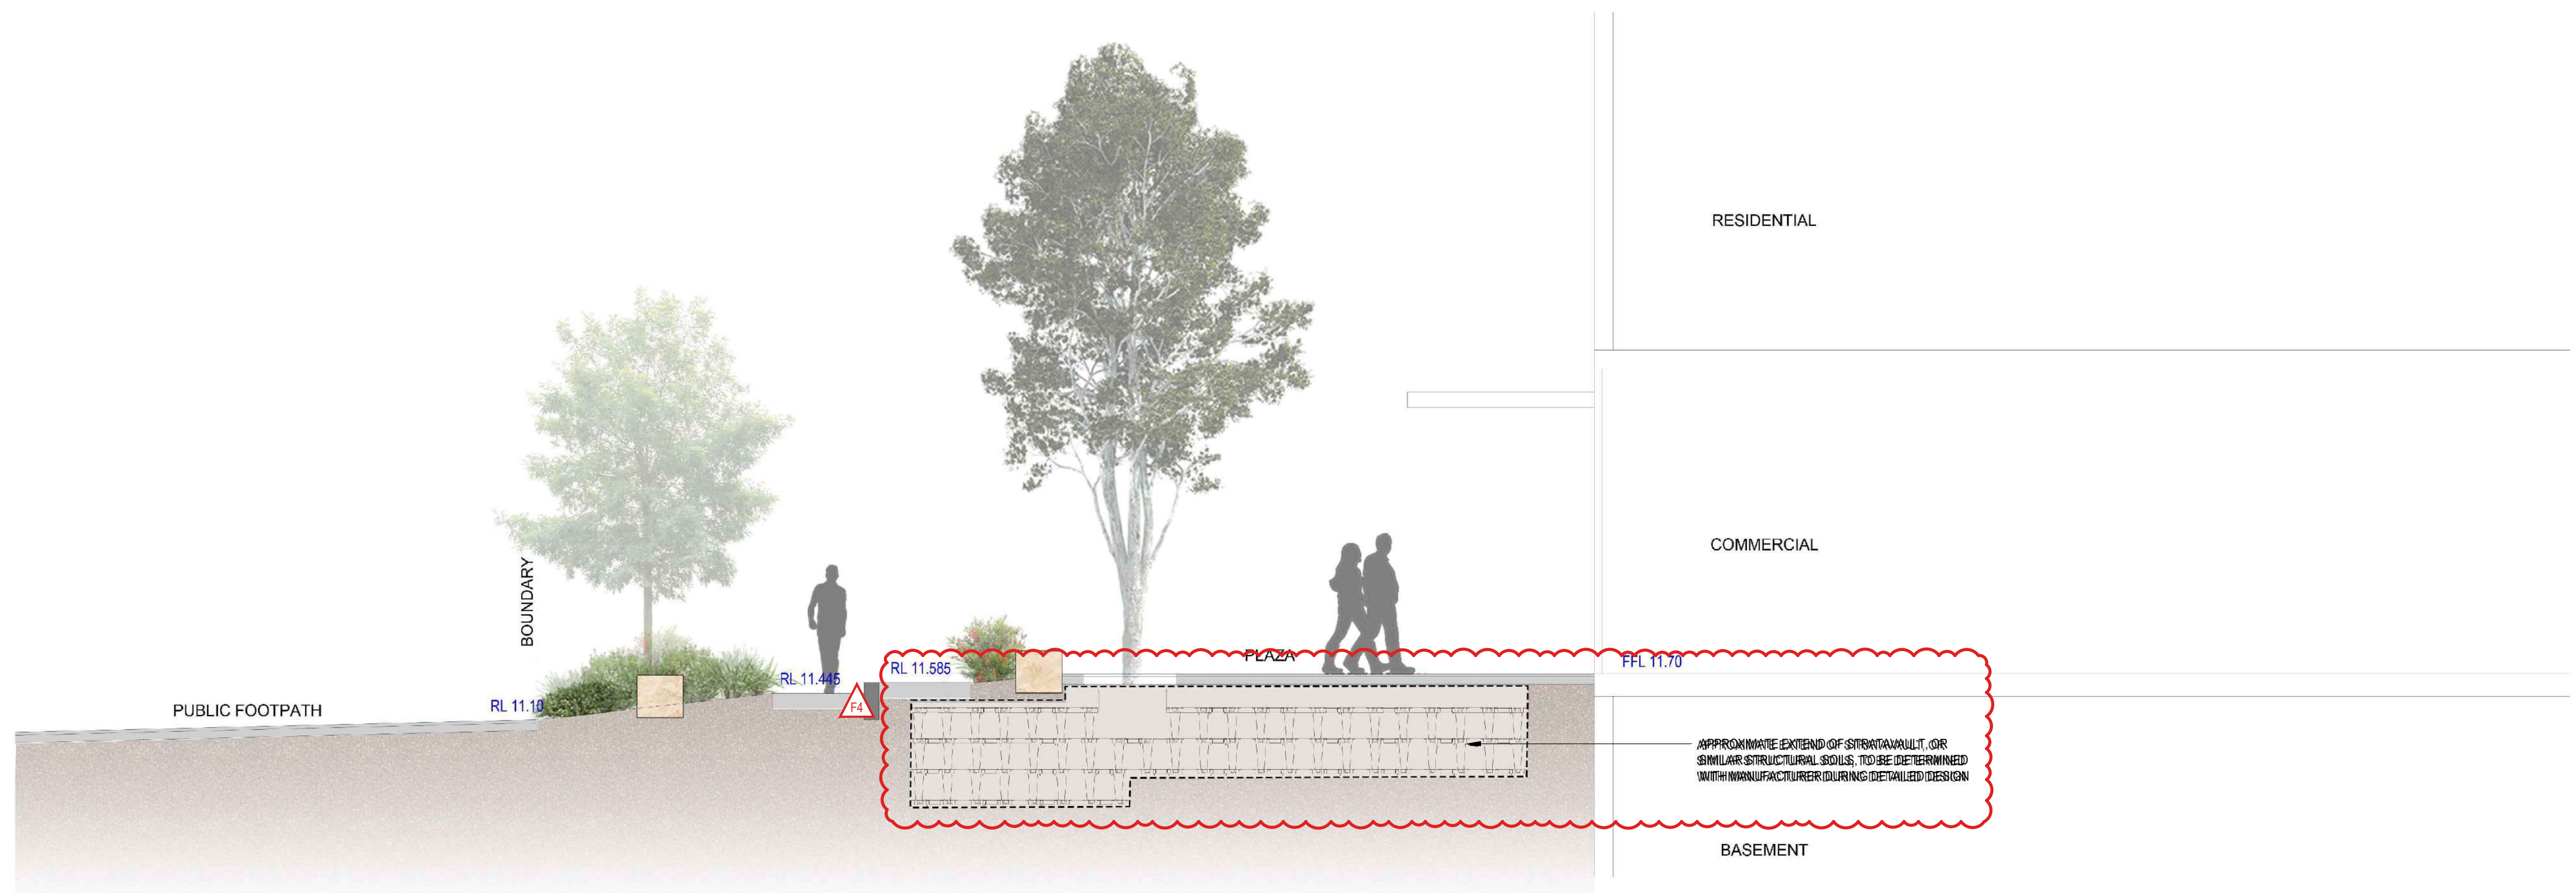 RESIDENTIAL
COMMERCIAL
BOUNDARY
PUBLIC FOOTPATH
RL 11.10
RL 11.445
F4
RL 11.585
PLAZA
FFL 11.70
APPROXIMATE EXTEND OF STRATAVAULT, OR
SIMILAR STRUCTURAL SOILS, TO BE DETERMINED
WITH MANUFACTURER DURING DETAILED DESIGN
BASEMENT